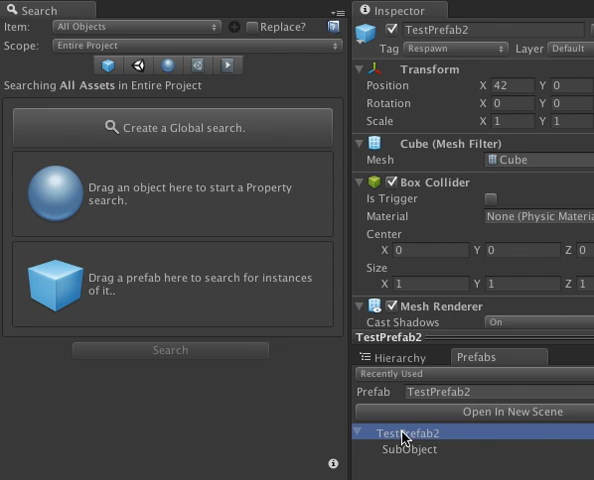 Search
Item: All Objects Replace?
Scope: Entire Project
Searching All Assets in Entire Project
Create a Global search.
Drag an object here to start a Property
search.
Drag a prefab here to search for instances
of it..
Search
Inspector
TestPrefab2
Tag Respawn Layer Default
Transform
Position X 42 Y 0
Rotation X 0 Y 0
Scale X 1 Y 1
Cube (Mesh Filter)
Mesh Cube
Box Collider
Is Trigger
Material None (Physic Materia
Center
X 0 Y 0 Z 0
Size
X 1 Y 1 Z 1
Mesh Renderer
Cast Shadows On
TestPrefab2
Hierarchy Prefabs
Recently Used
Prefab TestPrefab2
Open In New Scene
TestPrefab2
SubObject